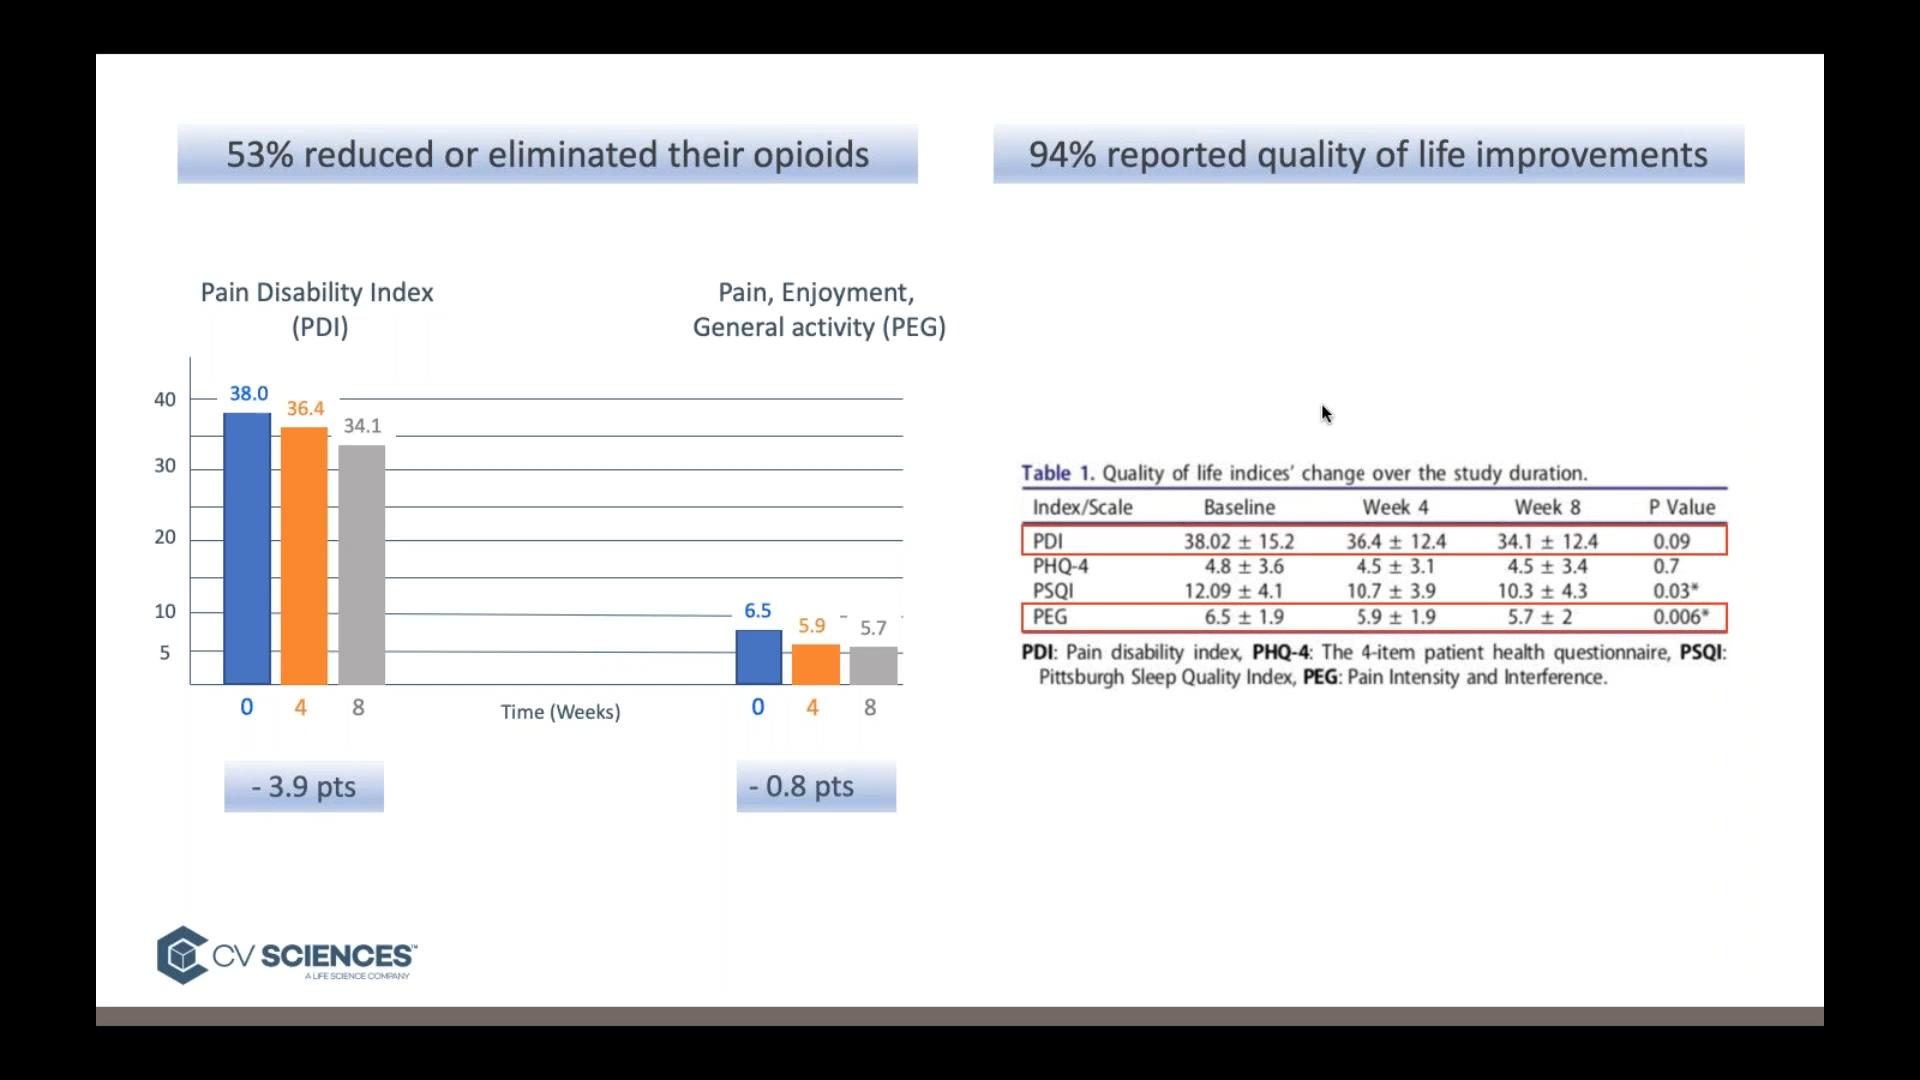 53% reduced or eliminated their opioids
94% reported quality of life improvements
Pain Disability Index
(PDI)
Pain, Enjoyment,
General activity (PEG)
40
30
20
10
5
38.0
36.4
34.1
6.5
5.9
5.7
0 4 8
Time (Weeks)
0 4 8
- 3.9 pts
- 0.8 pts
Table 1. Quality of life indices' change over the study duration.
Index/Scale Baseline Week 4 Week 8 P Value
PDI 38.02 ± 15.2 36.4 ± 12.4 34.1 ± 12.4 0.09
PHQ-4 4.8 ± 3.6 4.5 ± 3.1 4.5 ± 3.4 0.7
PSQI 12.09 ± 4.1 10.7 ± 3.9 10.3 ± 4.3 0.03*
PEG 6.5 ± 1.9 5.9 ± 1.9 5.7 ± 2 0.006*
PDI: Pain disability index, PHQ-4: The 4-item patient health questionnaire, PSQI:
Pittsburgh Sleep Quality Index, PEG: Pain Intensity and Interference.
CV SCIENCES™
A LIFE SCIENCE COMPANY